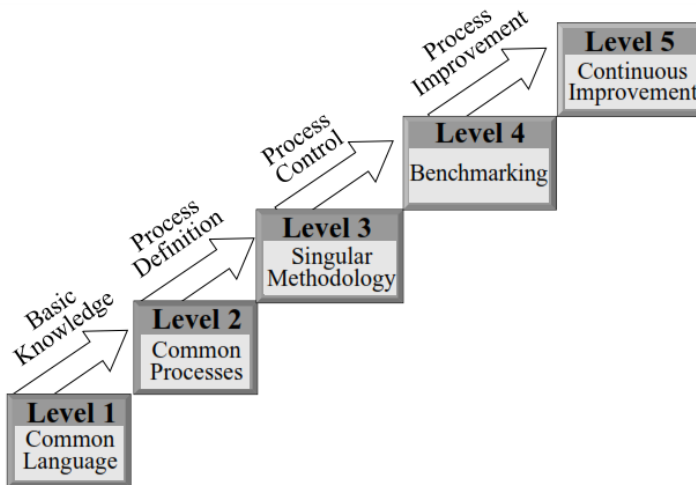 Process
Improvement
Level 5
Continuous
Improvement
Process
Control
Level 4
Benchmarking
Process
Definition
Level 3
Singular
Methodology
Basic
Knowledge
Level 2
Common
Processes
Level 1
Common
Language